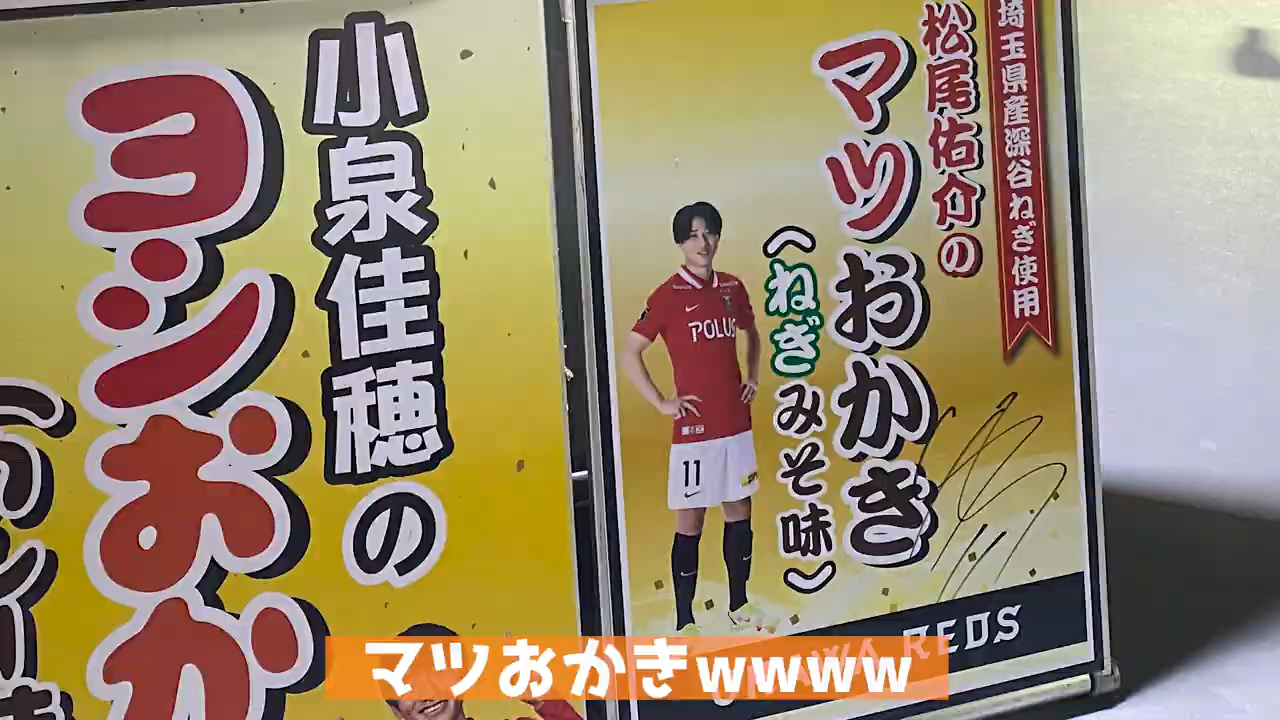 埼玉県産深谷ねぎ使用
松尾佑介の
マツおかき
(ねぎみそ味)
POLUS
11
REDS
小泉佳穂の
ヨシおか
マツおかきwwww